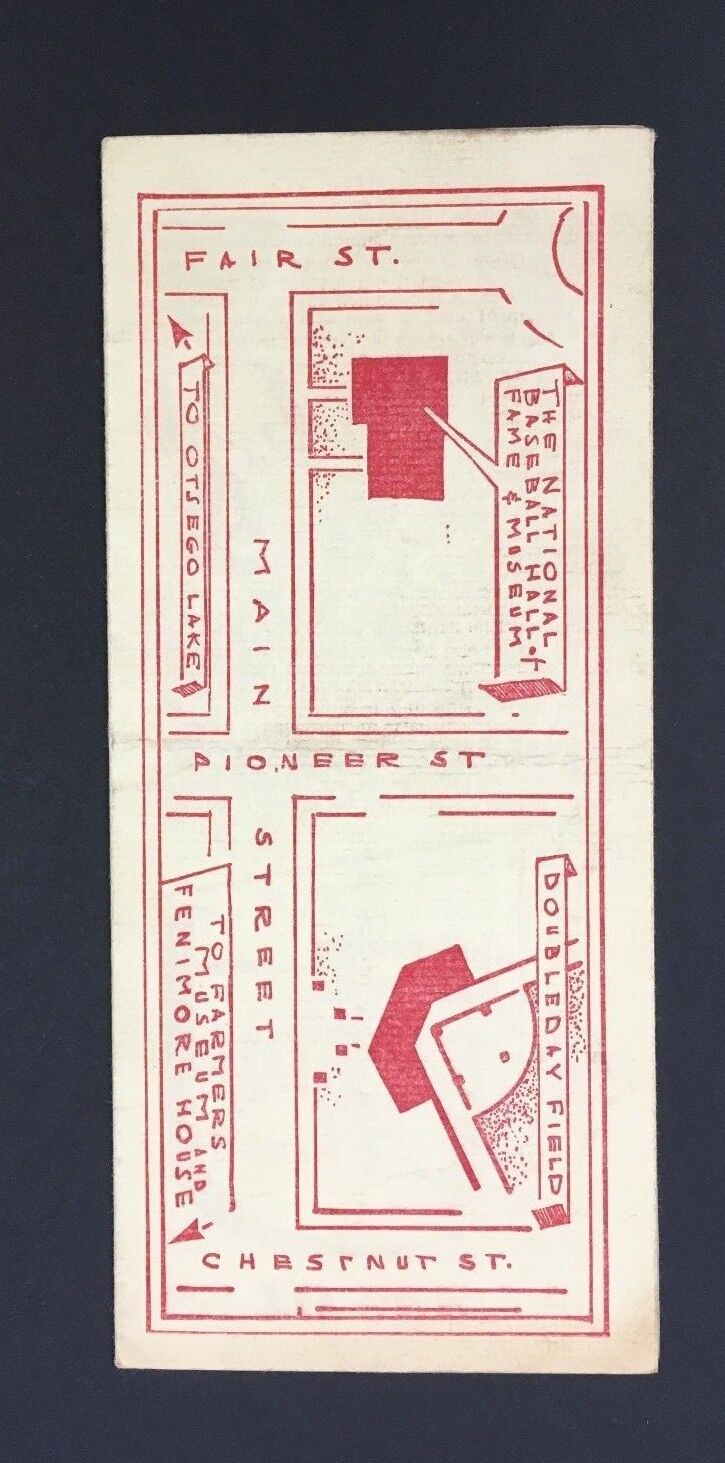 FAIR ST.
TO OTSEGO LAKE
MAIN
THE NATIONAL
BASEBALL HALL of
FAME & MUSEUM
PIONEER ST
STREET
TO FARMERS
MUSEUM AND
FENIMORE HOUSE
DOUBLEDAY FIELD
CHESTNUT ST.